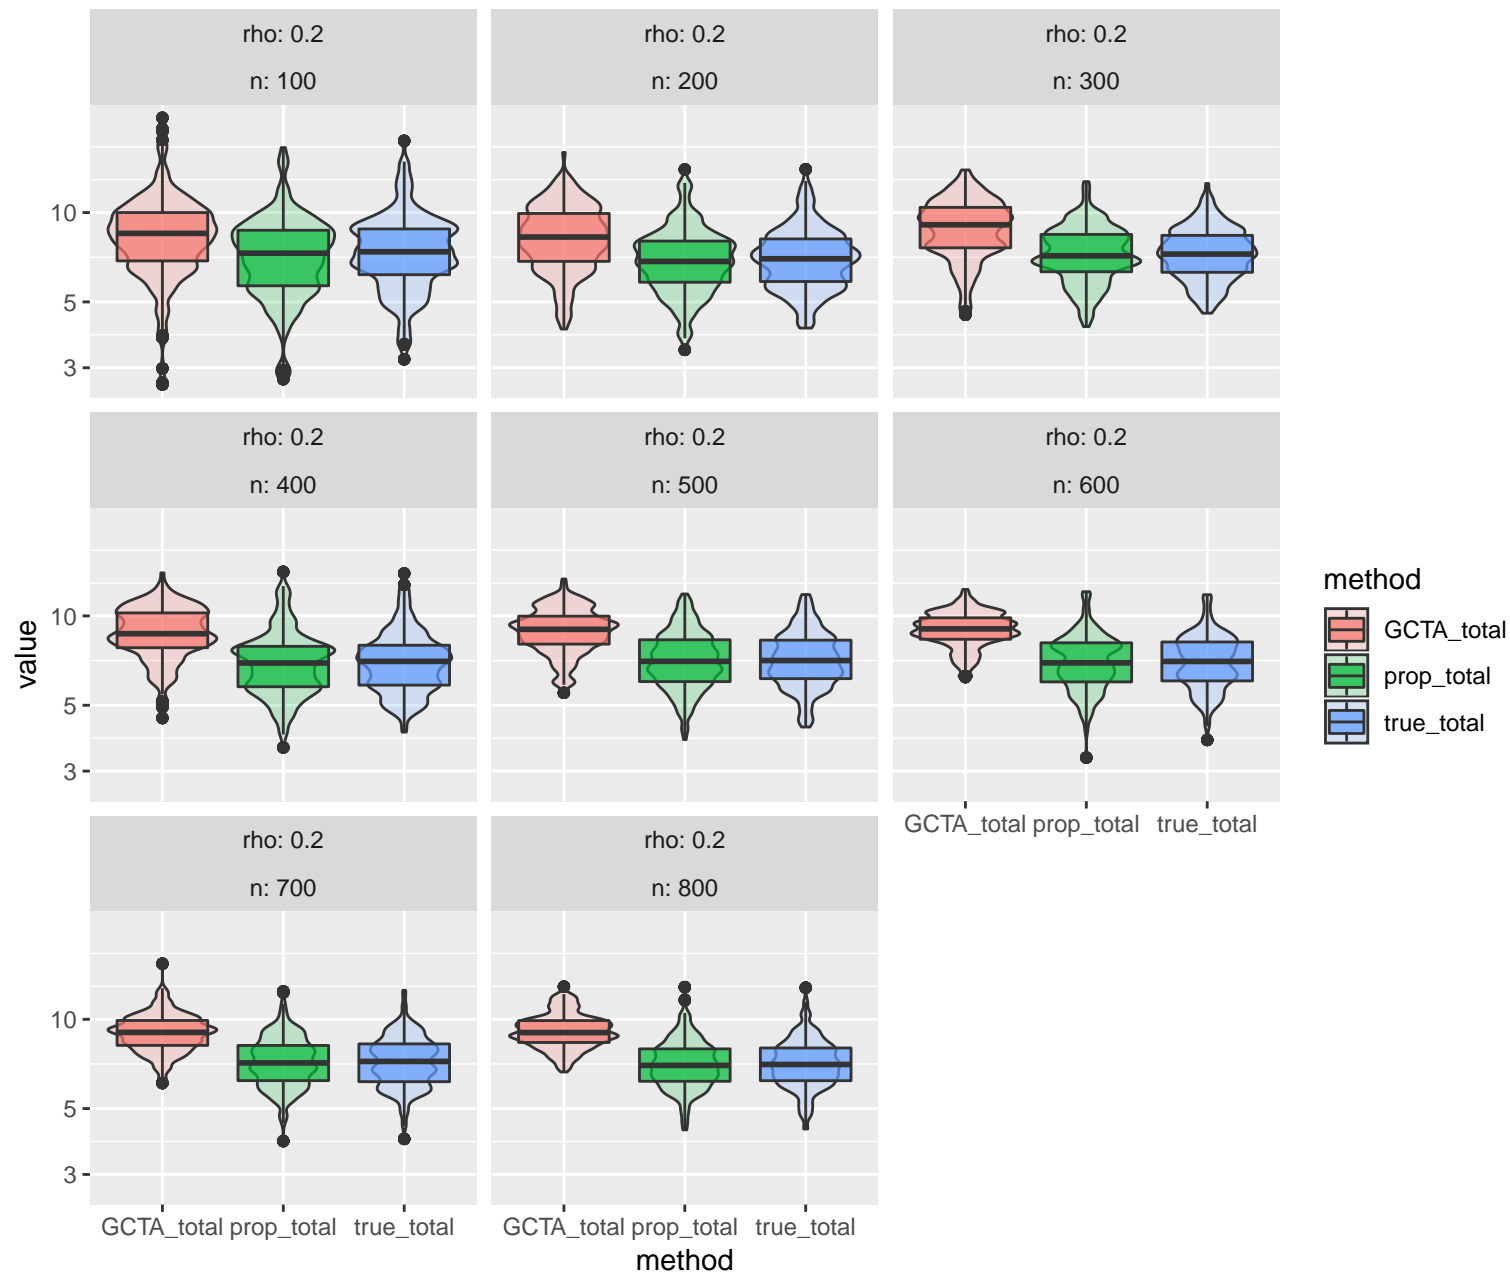 rho: 0.2
rho: 0.2
rho: 0.2
n: 100
n: 200
n: 300
10
5
3
rho: 0.2
rho: 0.2
rho: 0.2
n: 400
n: 500
n: 600
10
5
3
value
GCTA_total prop_total true_total
rho: 0.2
rho: 0.2
n: 700
n: 800
10
5
3
GCTA_total prop_total true_total
GCTA_total prop_total true_total
method
method
GCTA_total
prop_total
true_total